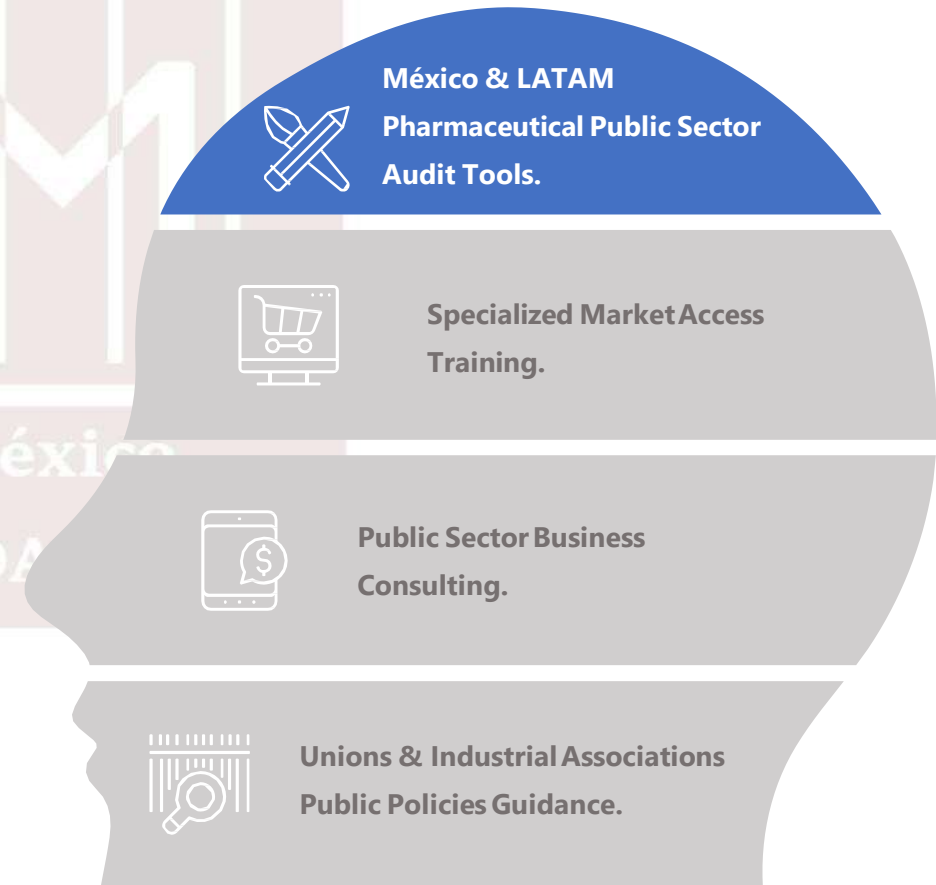 México & LATAM
Pharmaceutical Public Sector
Audit Tools.
Specialized Market Access
Training.
éxico
Public Sector Business
Consulting.
Unions & Industrial Associations
Public Policies Guidance.